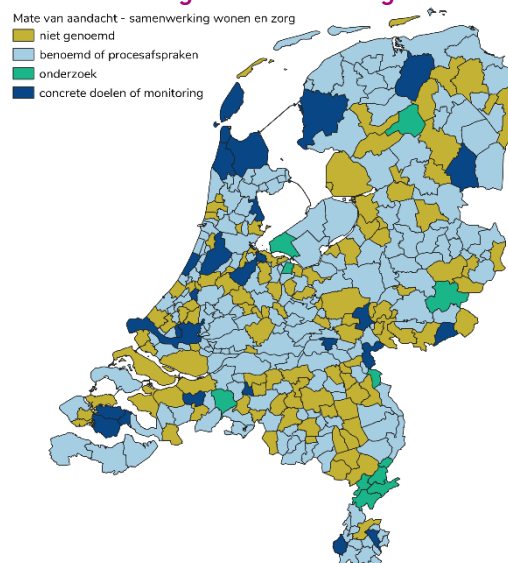 Mate van aandacht - samenwerking wonen en zorg
niet genoemd
benoemd of procesafspraken
onderzoek
concrete doelen of monitoring